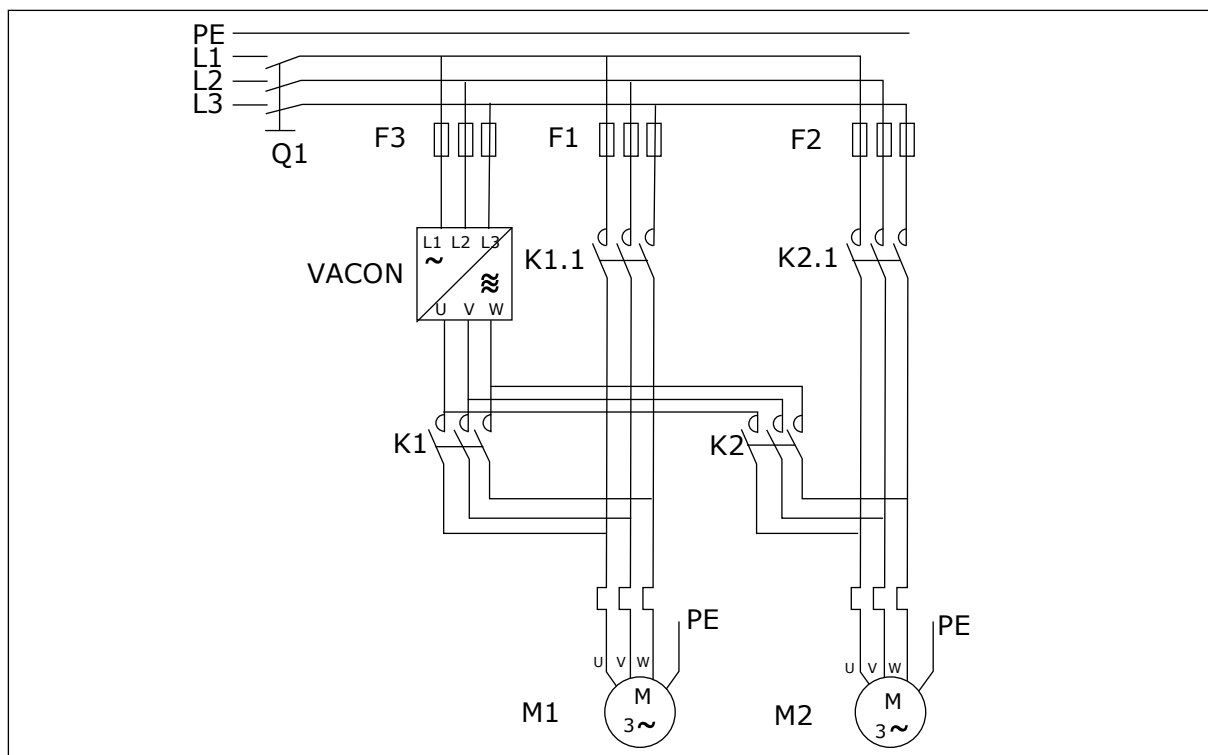 PE
L1
L2
L3
Q1
F3
F1
F2
L1 L2 L3
~
VACON
≋
U V W
K1.1
K2.1
K1
K2
PE
PE
U V W
U V W
M1
M
3~
M2
M
3~